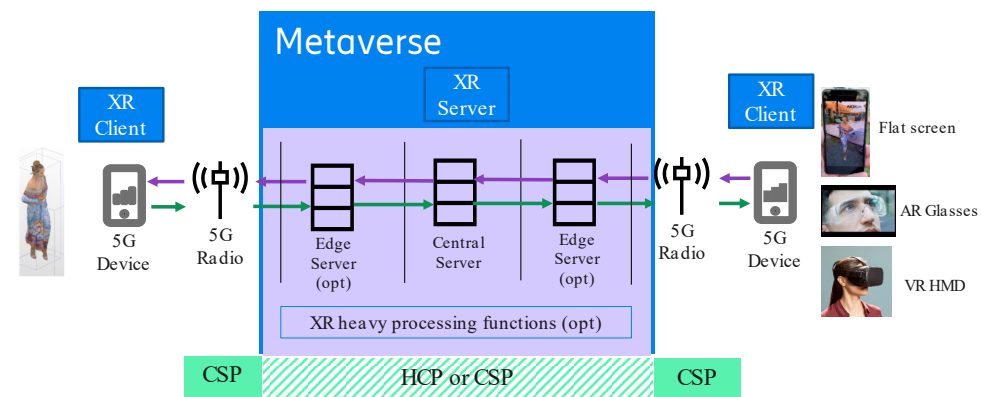 Metaverse
XR
Client
XR
Server
XR
Client
NOKIA
Flat screen
5G
Device
5G
Radio
Edge
Server
(opt)
Central
Server
Edge
Server
(opt)
5G
Radio
5G
Device
AR Glasses
VR HMD
XR heavy processing functions (opt)
CSP
HCP or CSP
CSP